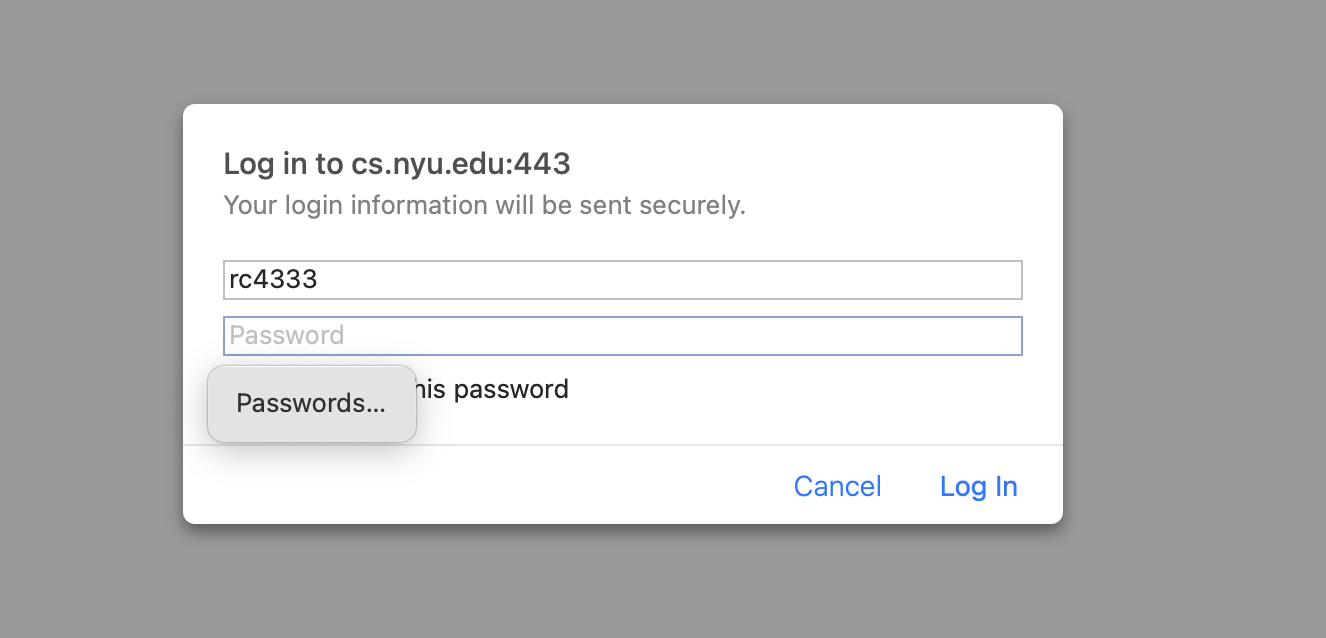 Log in to cs.nyu.edu:443
Your login information will be sent securely.
rc4333
Password
his password
Passwords...
Cancel
Log In